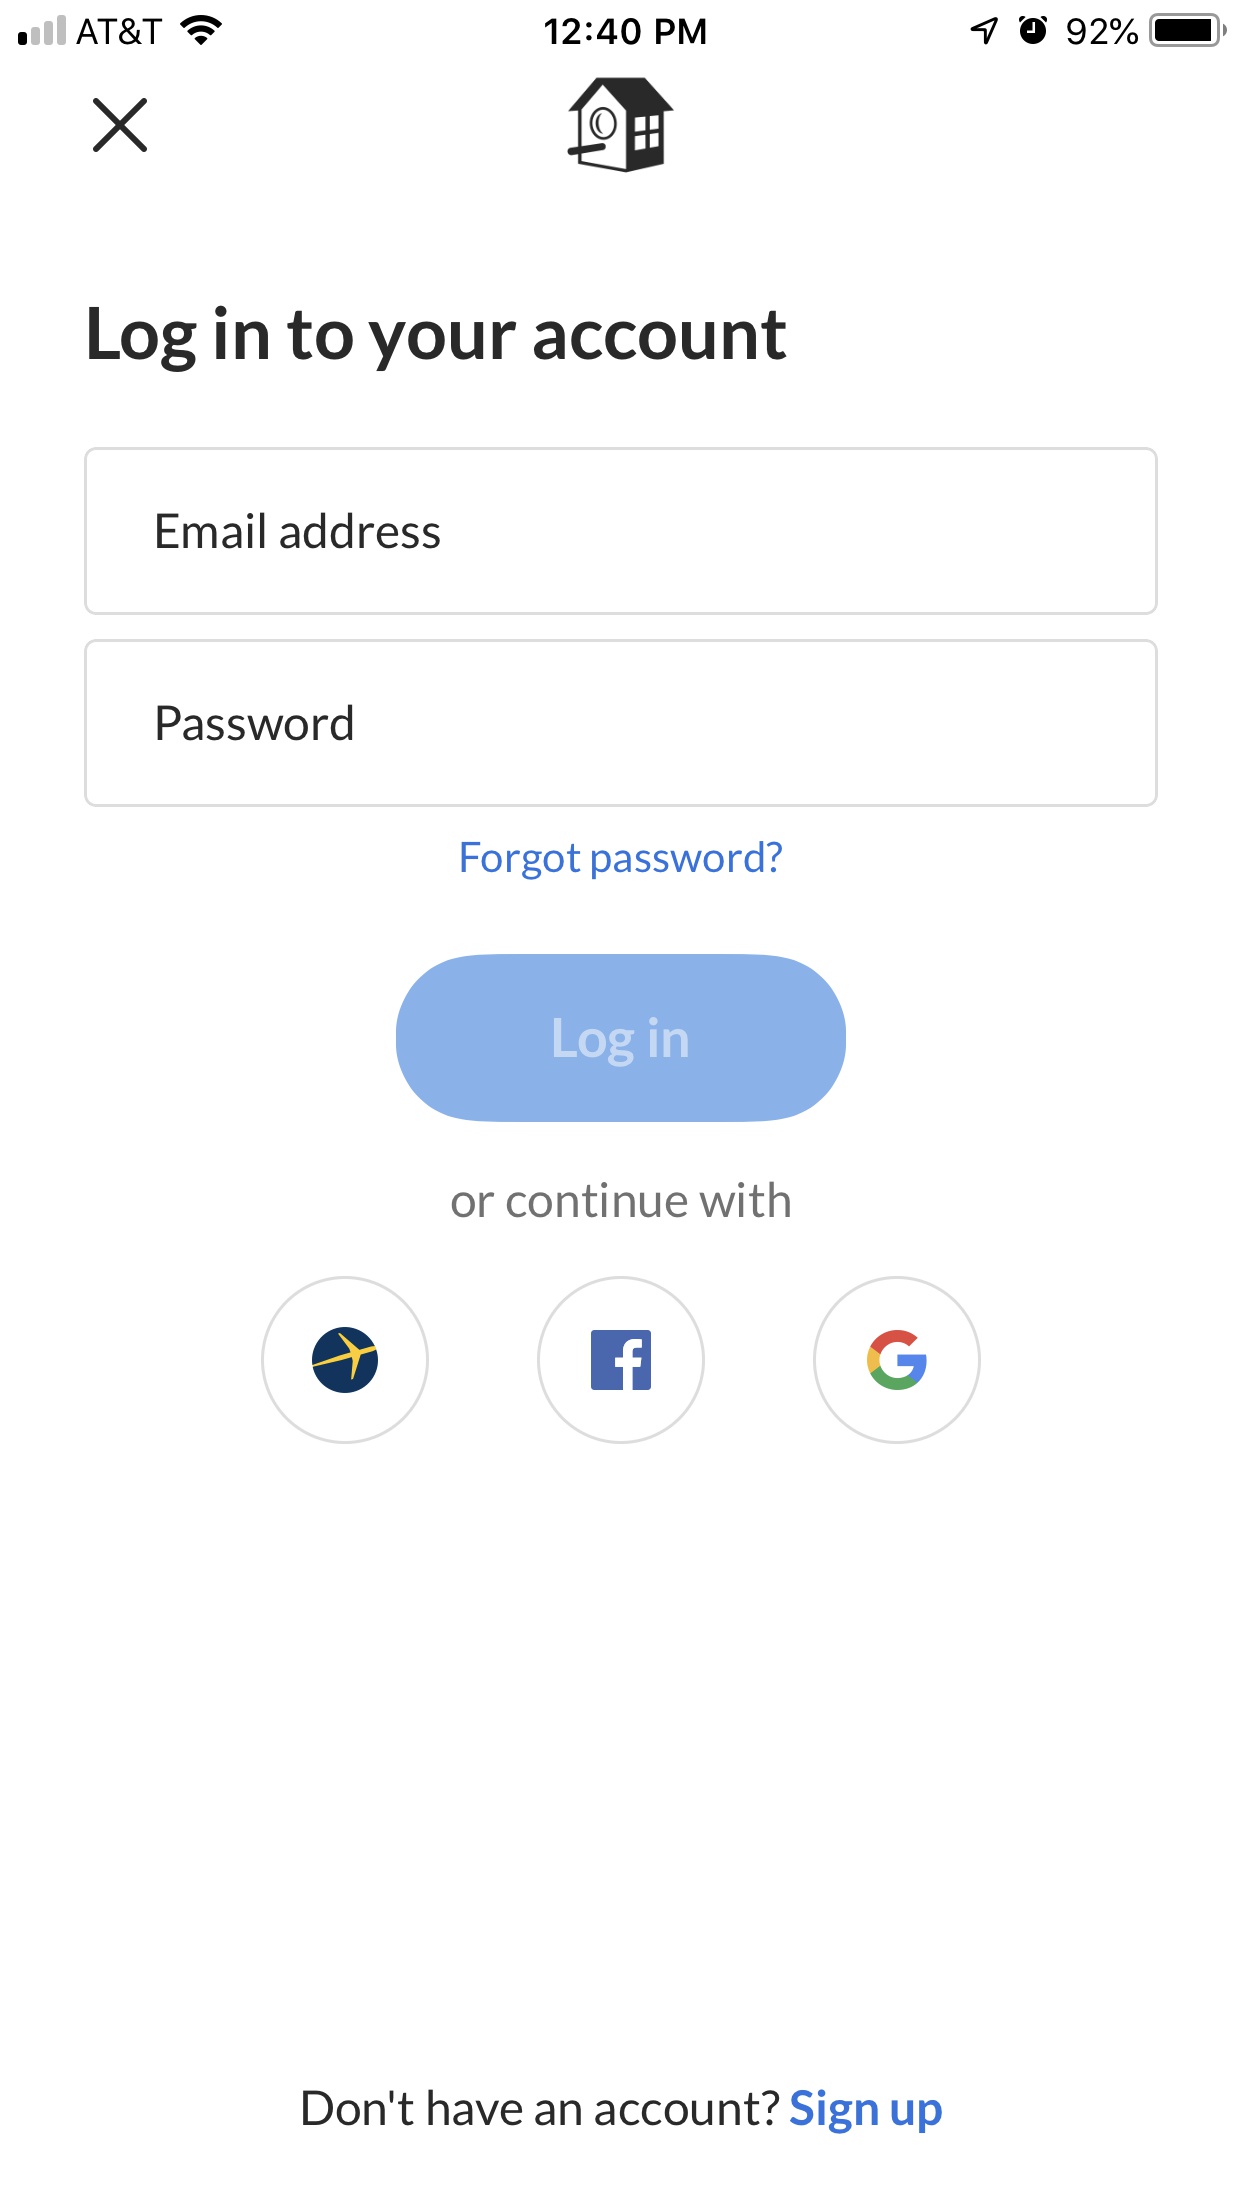 AT&T 12:40 PM 92%
Log in to your account
Email address
Password
Forgot password?
Log in
or continue with
Don't have an account? Sign up